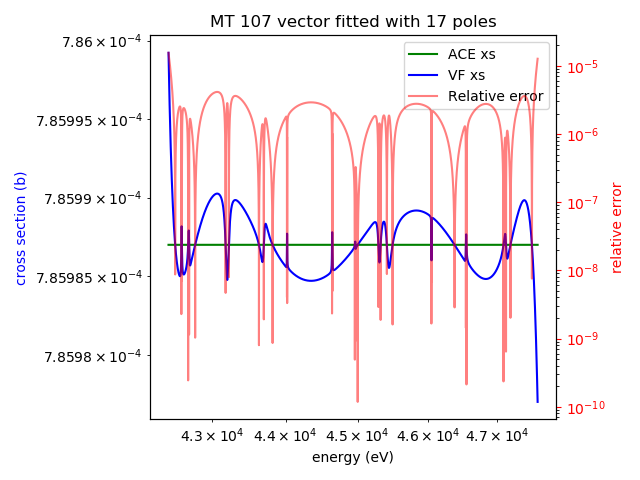 MT 107 vector fitted with 17 poles
7.86 × 10⁻⁴
7.85995 × 10⁻⁴
7.8599 × 10⁻⁴
7.85985 × 10⁻⁴
7.8598 × 10⁻⁴
cross section (b)
ACE xs
VF xs
Relative error
10⁻⁵
10⁻⁶
10⁻⁷
10⁻⁸
10⁻⁹
10⁻¹⁰
relative error
4.3 × 10⁴ 4.4 × 10⁴ 4.5 × 10⁴ 4.6 × 10⁴ 4.7 × 10⁴
energy (eV)